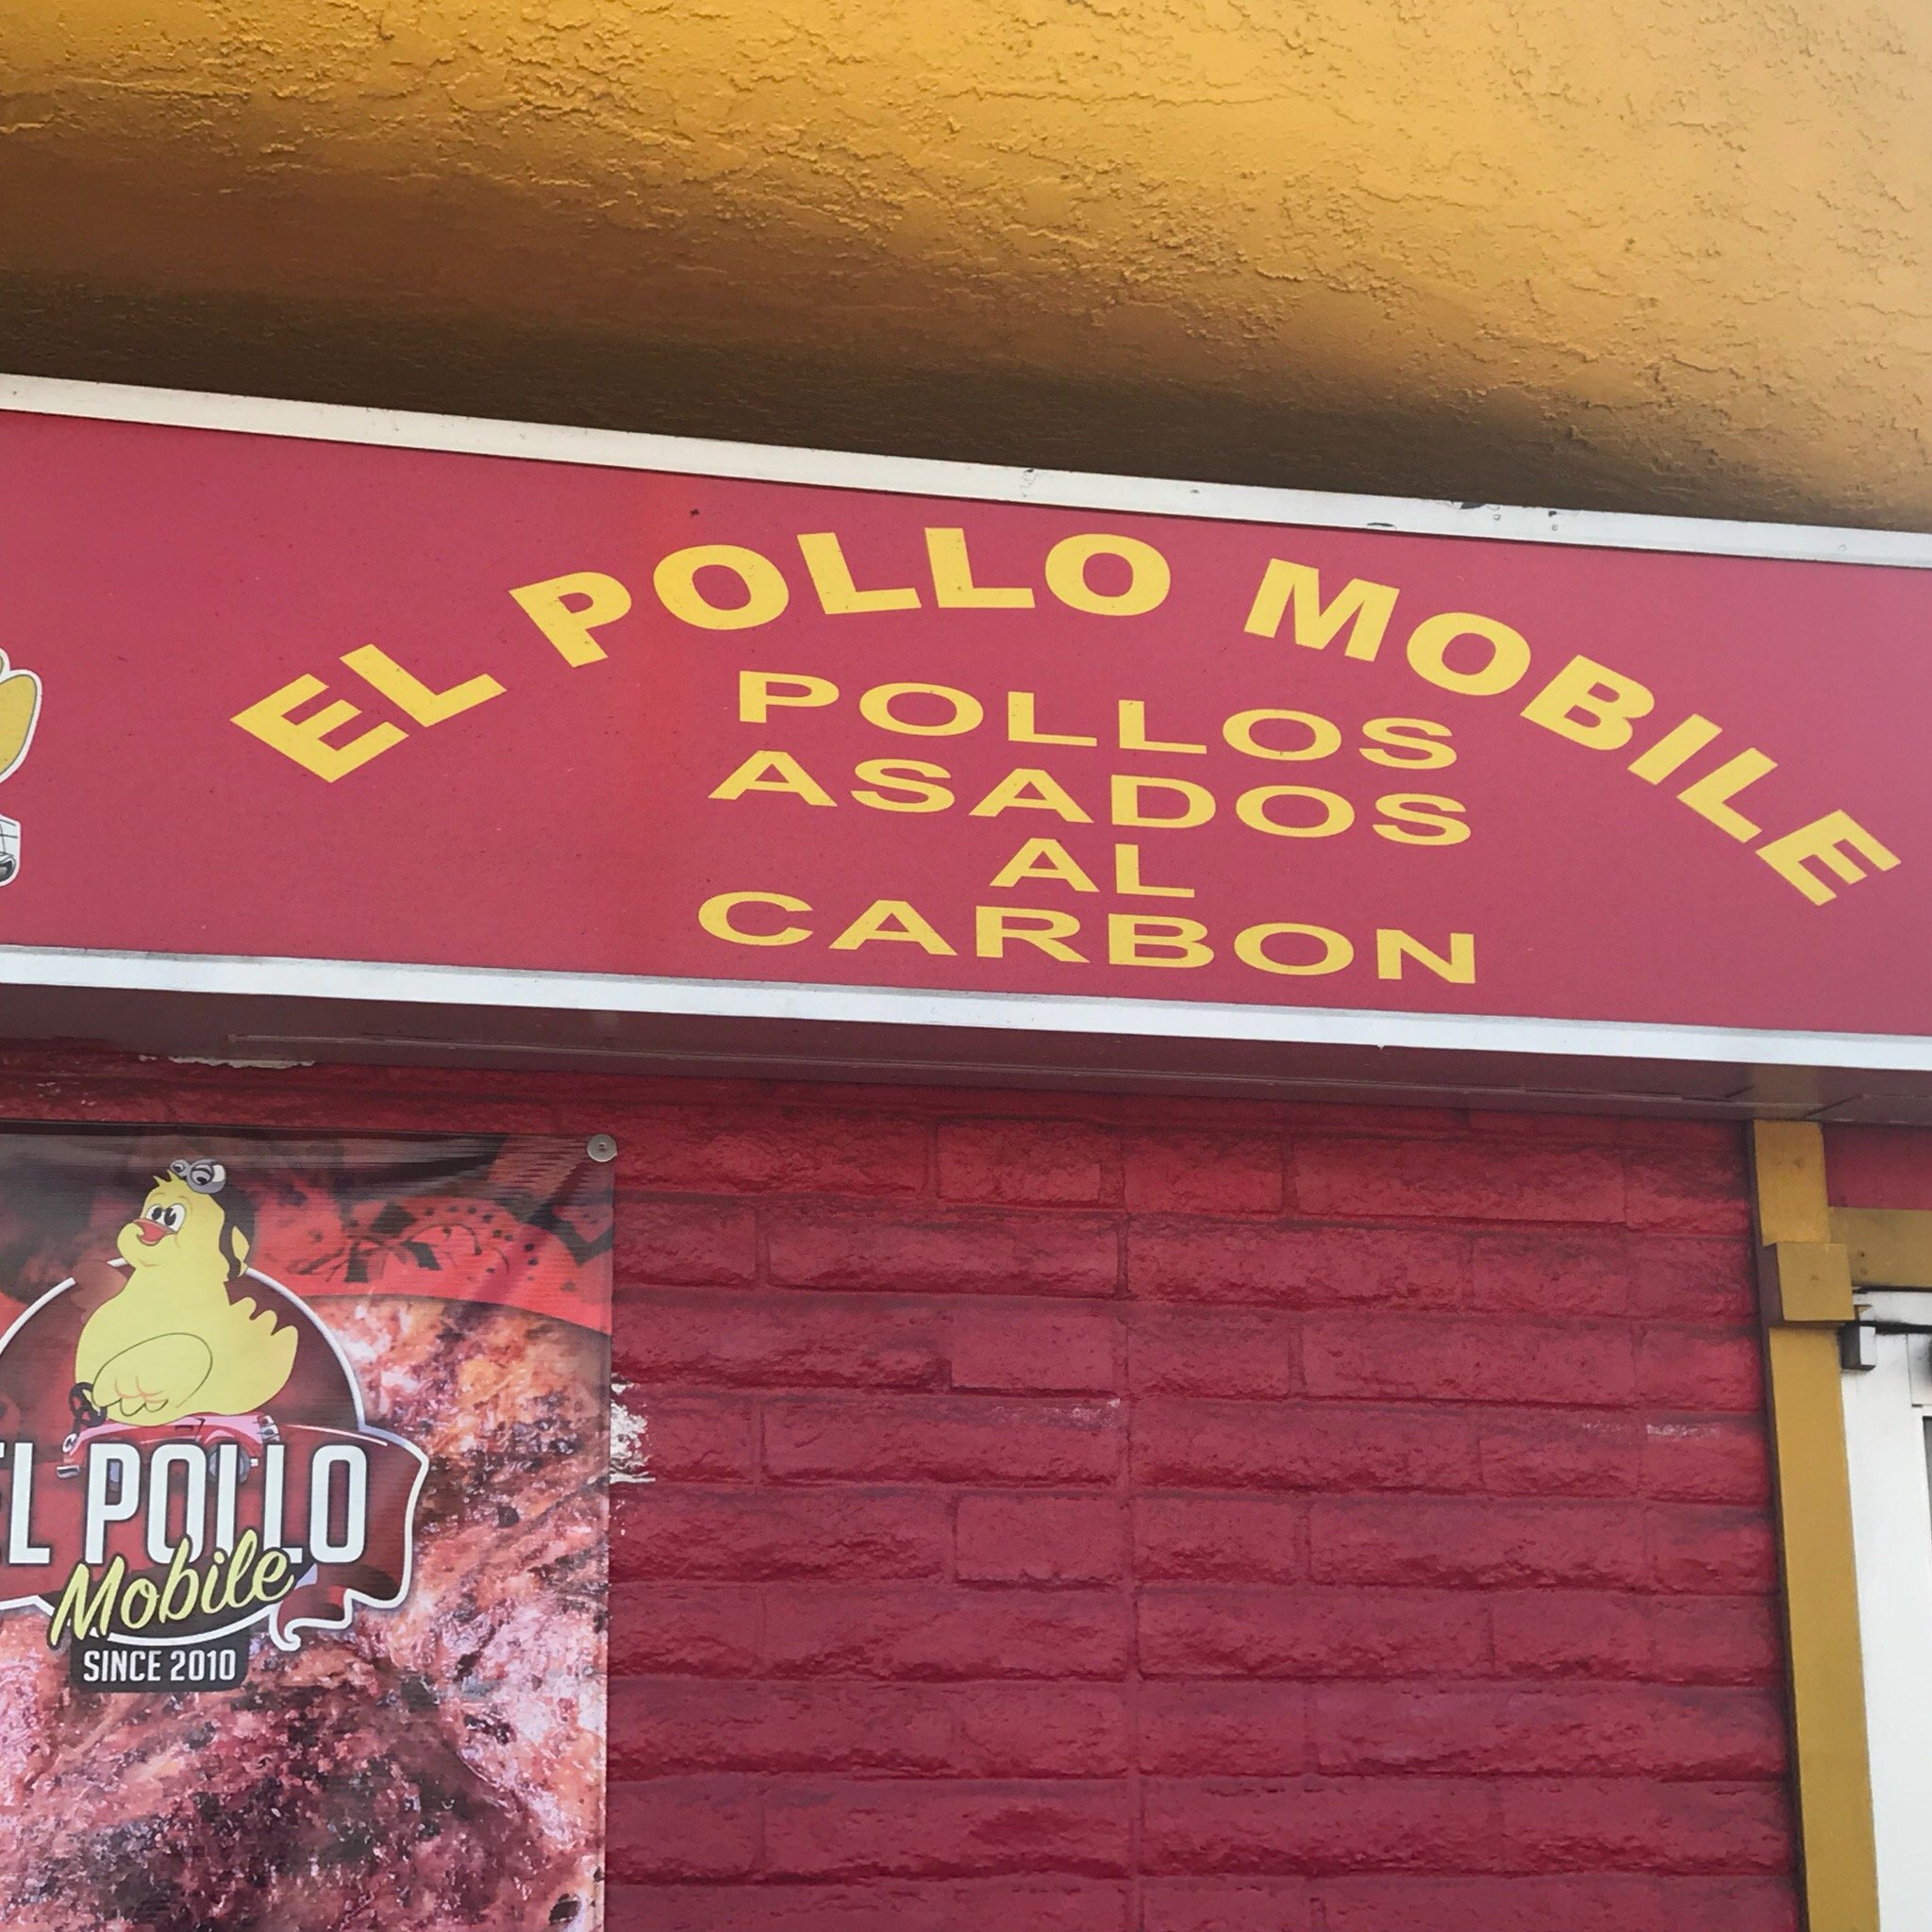 EL POLLO MOBILE
POLLOS
ASADOS
AL
CARBON
EL POLLO
Mobile
SINCE 2010